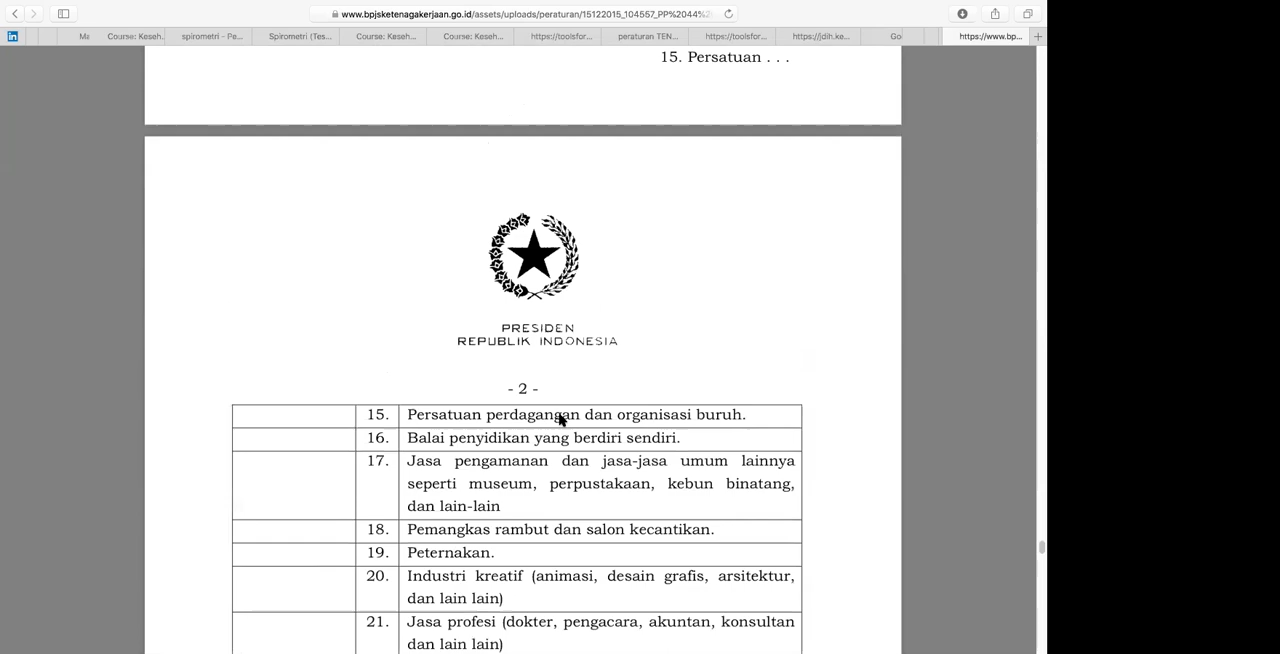 www.bpjsketenagakerjaan.go.id/assets/uploads/peraturan/15122015_104557_PP%2044%2
in Ma Course: Keseh. spirometri - Pe... Spirometri (Tes... Course: Keseh... Course: Keseh... https://toolsfor... peraturan TEN... https://toolsfor... https://jdih.ke... Go https://www.bp... +
15. Persatuan . . .
PRESIDEN
REPUBLIK INDONESIA
- 2 -
15. Persatuan perdagangan dan organisasi buruh.
16. Balai penyidikan yang berdiri sendiri.
17. Jasa pengamanan dan jasa-jasa umum lainnya
seperti museum, perpustakaan, kebun binatang,
dan lain-lain
18. Pemangkas rambut dan salon kecantikan.
19. Peternakan.
20. Industri kreatif (animasi, desain grafis, arsitektur,
dan lain lain)
21. Jasa profesi (dokter, pengacara, akuntan, konsultan
dan lain lain)